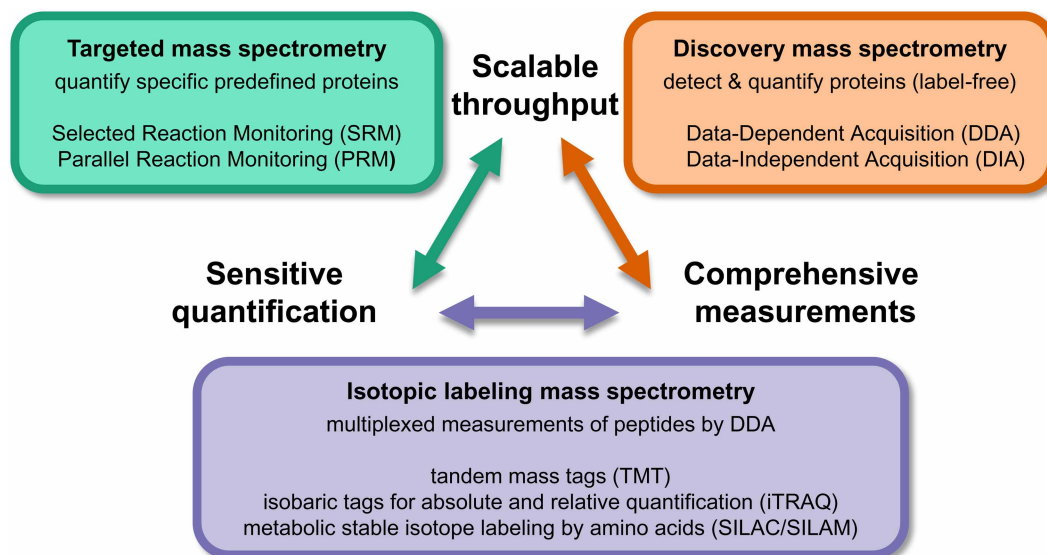 Targeted mass spectrometry
quantify specific predefined proteins
Selected Reaction Monitoring (SRM)
Parallel Reaction Monitoring (PRM)
Scalable
throughput
Discovery mass spectrometry
detect & quantify proteins (label-free)
Data-Dependent Acquisition (DDA)
Data-Independent Acquisition (DIA)
Sensitive
quantification
Comprehensive
measurements
Isotopic labeling mass spectrometry
multiplexed measurements of peptides by DDA
tandem mass tags (TMT)
isobaric tags for absolute and relative quantification (iTRAQ)
metabolic stable isotope labeling by amino acids (SILAC/SILAM)